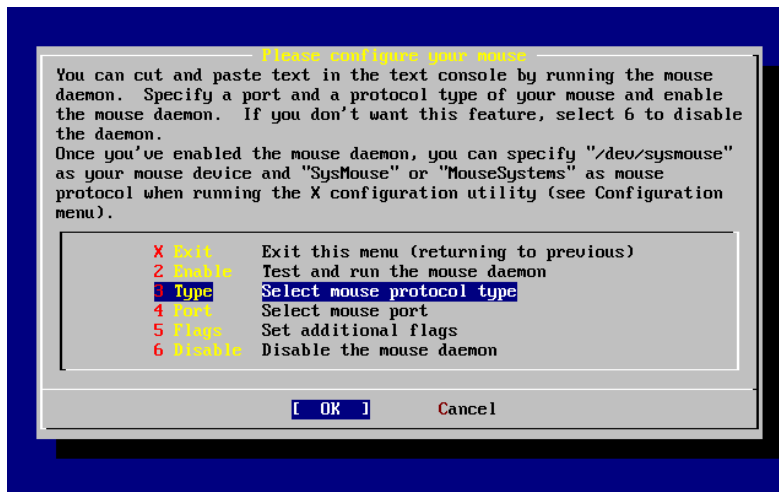 Please configure your mouse
You can cut and paste text in the text console by running the mouse
daemon.  Specify a port and a protocol type of your mouse and enable
the mouse daemon.  If you don't want this feature, select 6 to disable
the daemon.
Once you've enabled the mouse daemon, you can specify "/dev/sysmouse"
as your mouse device and "SysMouse" or "MouseSystems" as mouse
protocol when running the X configuration utility (see Configuration
menu).
X Exit Exit this menu (returning to previous)
2 Enable Test and run the mouse daemon
3 Type Select mouse protocol type
4 Port Select mouse port
5 Flags Set additional flags
6 Disable Disable the mouse daemon
[ OK ] Cancel